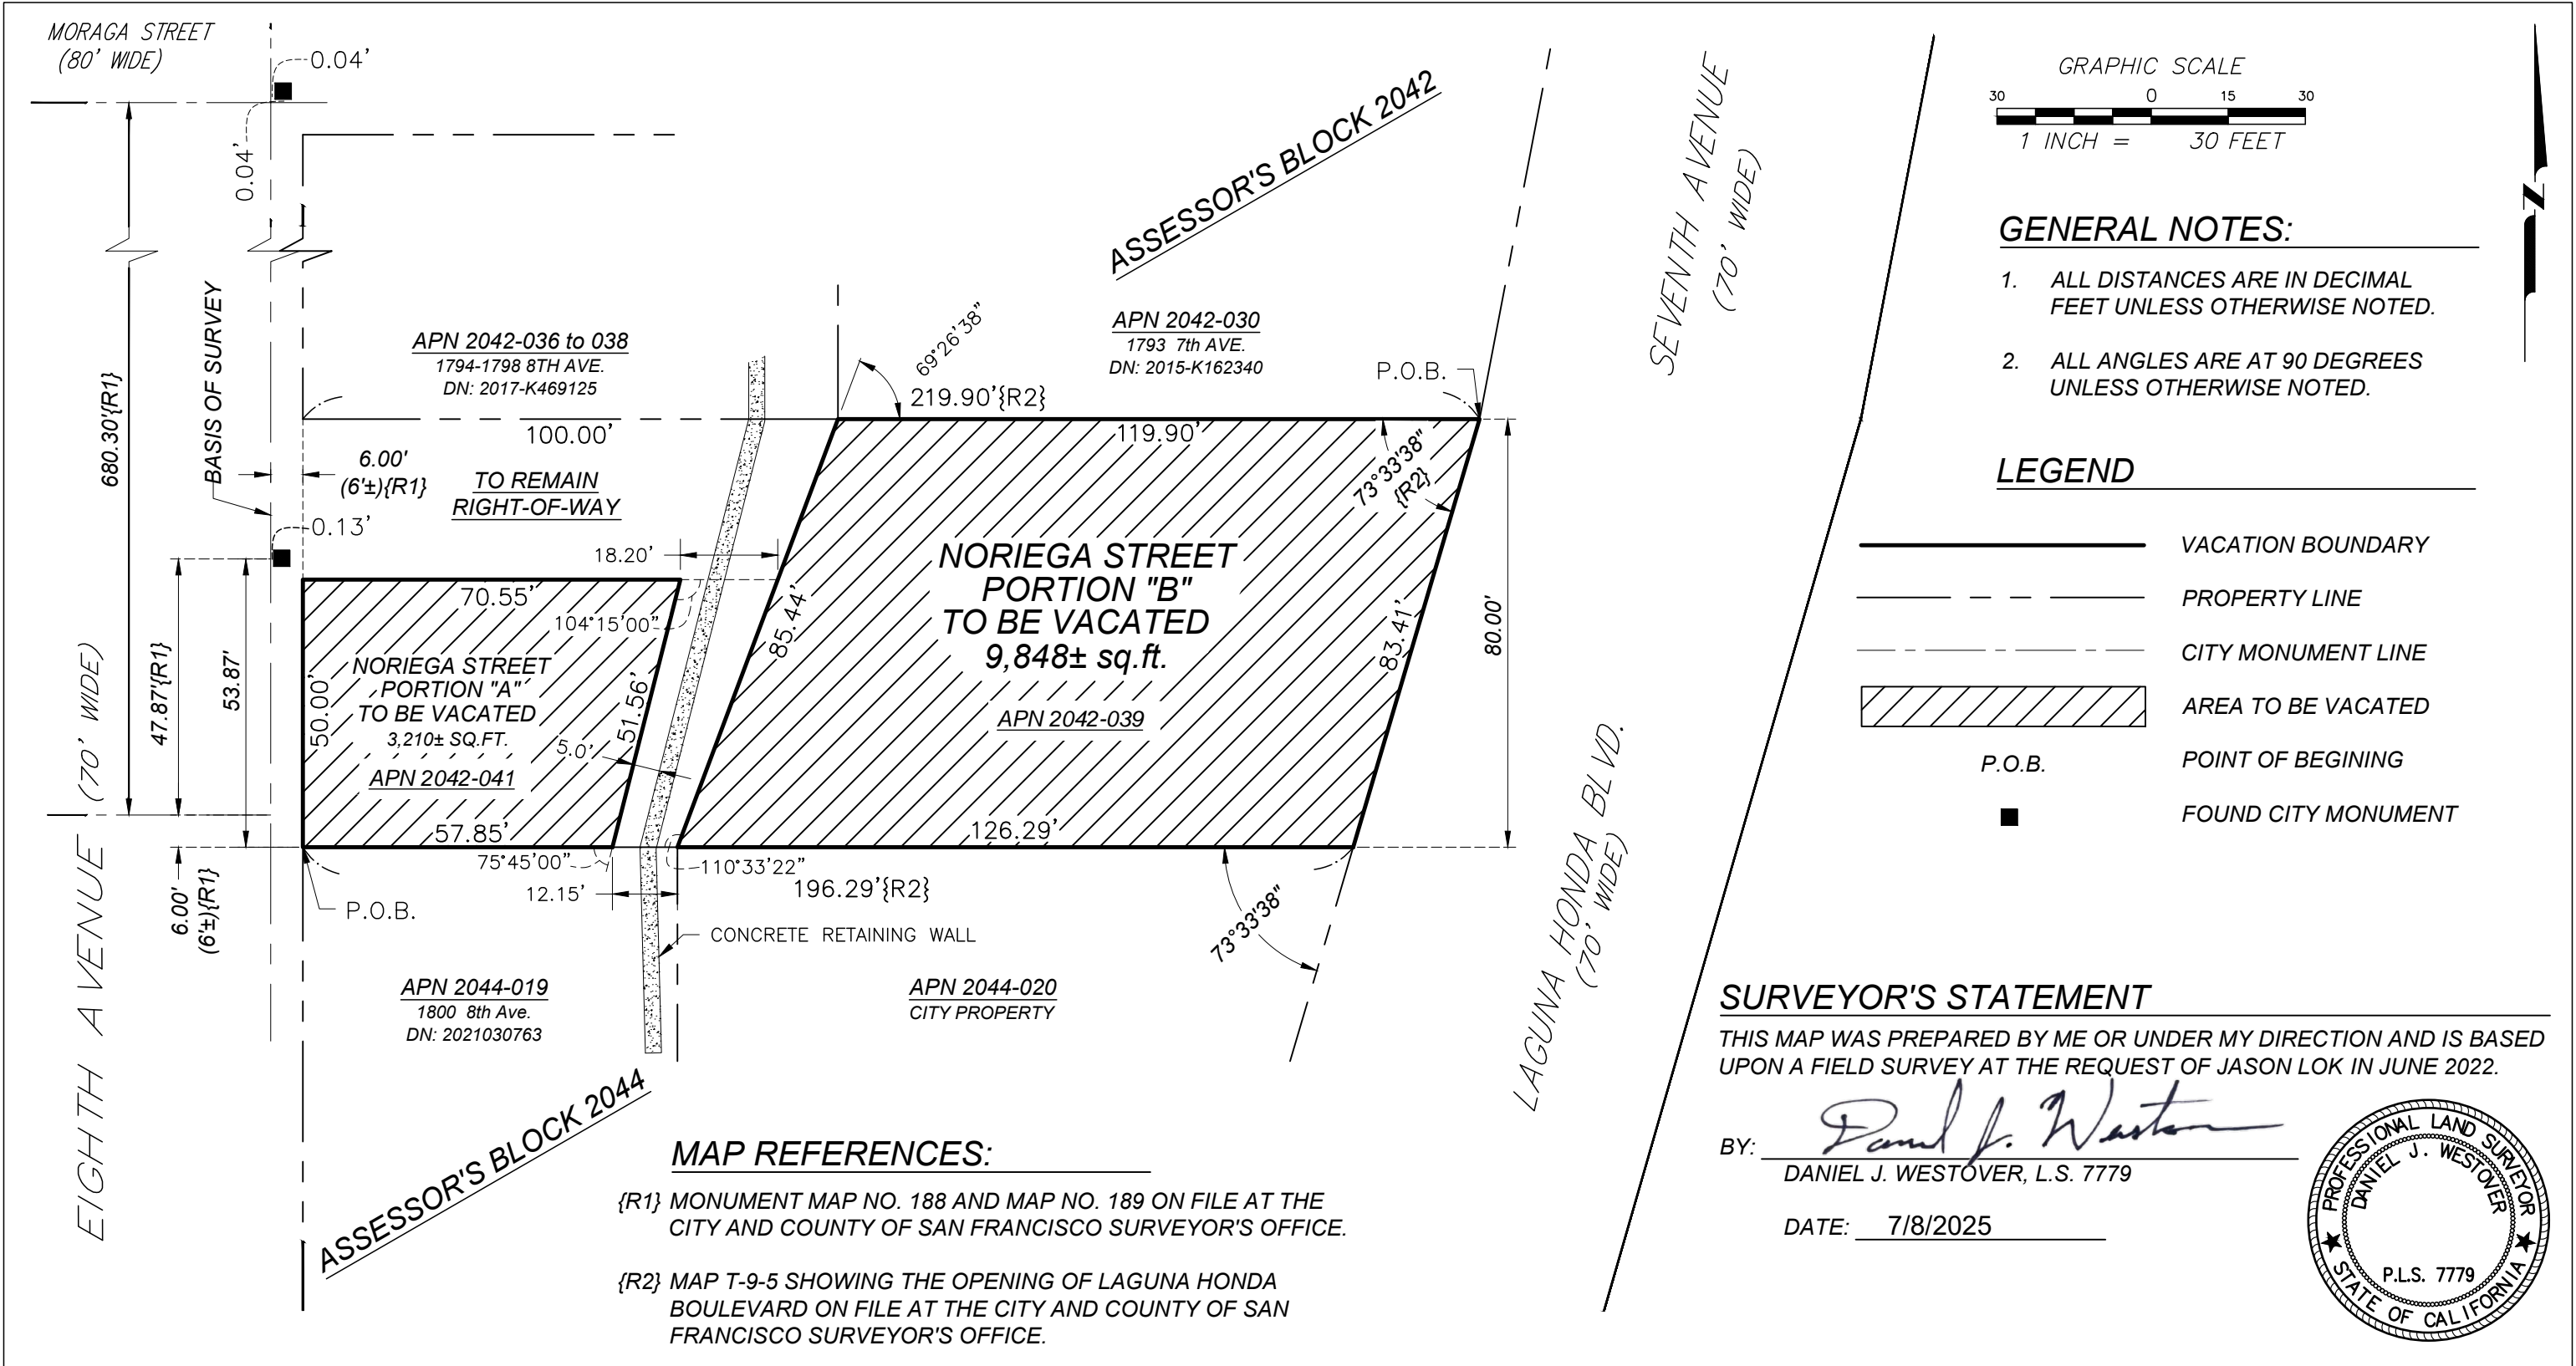 MORAGA STREET
(80' WIDE)
0.04'
0.04'
680.30'{R1}
BASIS OF SURVEY
6.00'
(6'±){R1}
0.13'
47.87'{R1}
53.87'
6.00'
(6'±){R1}
EIGHTH AVENUE (70' WIDE)
APN 2042-036 to 038
1794-1798 8TH AVE.
DN: 2017-K469125
100.00'
TO REMAIN
RIGHT-OF-WAY
18.20'
70.55'
104°15'00"
NORIEGA STREET
PORTION "A"
TO BE VACATED
3,210± SQ.FT.
APN 2042-041
50.00'
51.56'
5.0'
57.85'
75°45'00"
12.15'
P.O.B.
ASSESSOR'S BLOCK 2042
APN 2042-030
1793 7th AVE.
DN: 2015-K162340
69°26'38"
219.90'{R2}
P.O.B.
119.90'
73°33'38"
{R2}
NORIEGA STREET
PORTION "B"
TO BE VACATED
9,848± sq.ft.
APN 2042-039
85.44'
83.41'
80.00'
126.29'
110°33'22"
196.29'{R2}
73°33'38"
CONCRETE RETAINING WALL
APN 2044-019
1800 8th Ave.
DN: 2021030763
APN 2044-020
CITY PROPERTY
ASSESSOR'S BLOCK 2044
SEVENTH AVENUE
(70' WIDE)
LAGUNA HONDA BLVD.
(70' WIDE)
MAP REFERENCES:
{R1} MONUMENT MAP NO. 188 AND MAP NO. 189 ON FILE AT THE
CITY AND COUNTY OF SAN FRANCISCO SURVEYOR'S OFFICE.
{R2} MAP T-9-5 SHOWING THE OPENING OF LAGUNA HONDA
BOULEVARD ON FILE AT THE CITY AND COUNTY OF SAN
FRANCISCO SURVEYOR'S OFFICE.
GRAPHIC SCALE
30 0 15 30
1 INCH = 30 FEET
N
GENERAL NOTES:
1. ALL DISTANCES ARE IN DECIMAL
FEET UNLESS OTHERWISE NOTED.
2. ALL ANGLES ARE AT 90 DEGREES
UNLESS OTHERWISE NOTED.
LEGEND
VACATION BOUNDARY
PROPERTY LINE
CITY MONUMENT LINE
AREA TO BE VACATED
P.O.B. POINT OF BEGINING
FOUND CITY MONUMENT
SURVEYOR'S STATEMENT
THIS MAP WAS PREPARED BY ME OR UNDER MY DIRECTION AND IS BASED
UPON A FIELD SURVEY AT THE REQUEST OF JASON LOK IN JUNE 2022.
BY: Daniel J. Westover
DANIEL J. WESTOVER, L.S. 7779
DATE: 7/8/2025
PROFESSIONAL LAND SURVEYOR
DANIEL J. WESTOVER
P.L.S. 7779
STATE OF CALIFORNIA